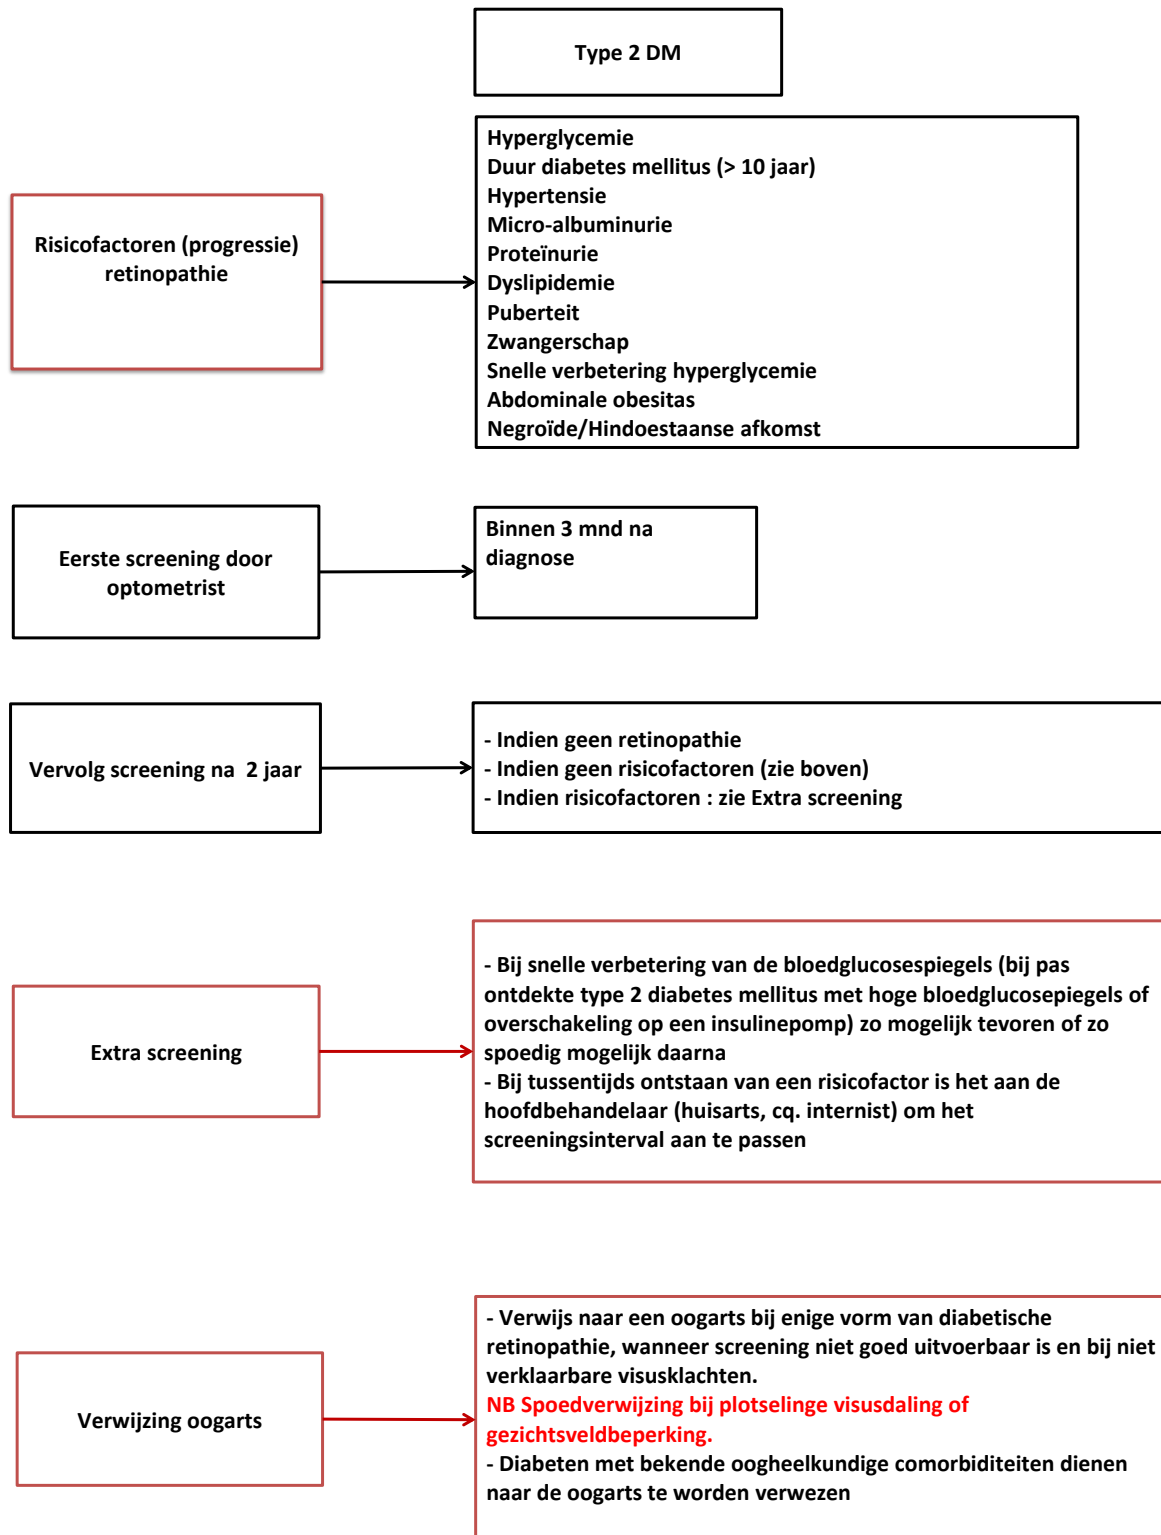 Type 2 DM
Risicofactoren (progressie)
retinopathie
Hyperglycemie
Duur diabetes mellitus (> 10 jaar)
Hypertensie
Micro-albuminurie
Proteïnurie
Dyslipidemie
Puberteit
Zwangerschap
Snelle verbetering hyperglycemie
Abdominale obesitas
Negroïde/Hindoestaanse afkomst
Eerste screening door
optometrist
Binnen 3 mnd na
diagnose
Vervolg screening na  2 jaar
- Indien geen retinopathie
- Indien geen risicofactoren (zie boven)
- Indien risicofactoren : zie Extra screening
Extra screening
- Bij snelle verbetering van de bloedglucosespiegels (bij pas
ontdekte type 2 diabetes mellitus met hoge bloedglucosepiegels of
overschakeling op een insulinepomp) zo mogelijk tevoren of zo
spoedig mogelijk daarna
- Bij tussentijds ontstaan van een risicofactor is het aan de
hoofdbehandelaar (huisarts, cq. internist) om het
screeningsinterval aan te passen
Verwijzing oogarts
- Verwijs naar een oogarts bij enige vorm van diabetische
retinopathie, wanneer screening niet goed uitvoerbaar is en bij niet
verklaarbare visusklachten.
NB Spoedverwijzing bij plotselinge visusdaling of
gezichtsveldbeperking.
- Diabeten met bekende oogheelkundige comorbiditeiten dienen
naar de oogarts te worden verwezen